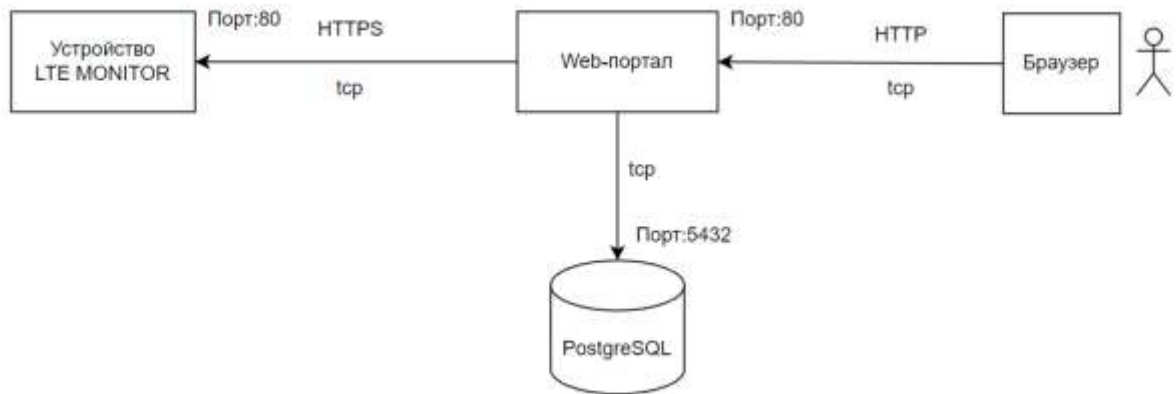 Порт:80
HTTPS
Порт:80
HTTP
Устройство
LTE MONITOR
Web-портал
Браузер
tcp
tcp
tcp
Порт:5432
PostgreSQL